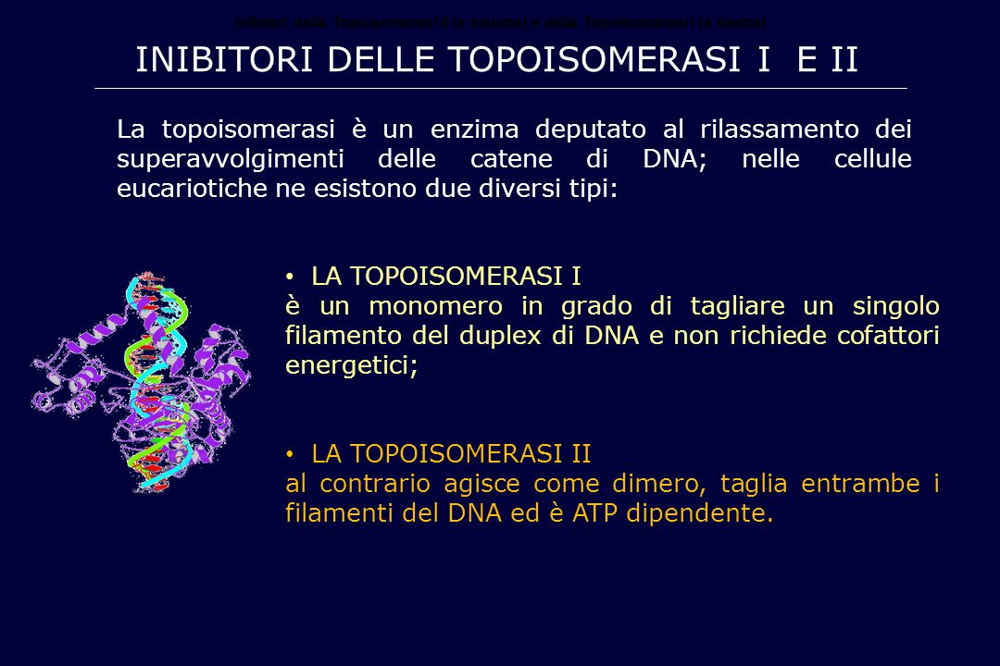 Inibitori della Topoisomerasi II (a sinistra) e della Topoisomerasi I (a destra)
INIBITORI DELLE TOPOISOMERASI I E II
La topoisomerasi è un enzima deputato al rilassamento dei
superavvolgimenti delle catene di DNA; nelle cellule
eucariotiche ne esistono due diversi tipi:
• LA TOPOISOMERASI I
è un monomero in grado di tagliare un singolo
filamento del duplex di DNA e non richiede cofattori
energetici;
• LA TOPOISOMERASI II
al contrario agisce come dimero, taglia entrambe i
filamenti del DNA ed è ATP dipendente.